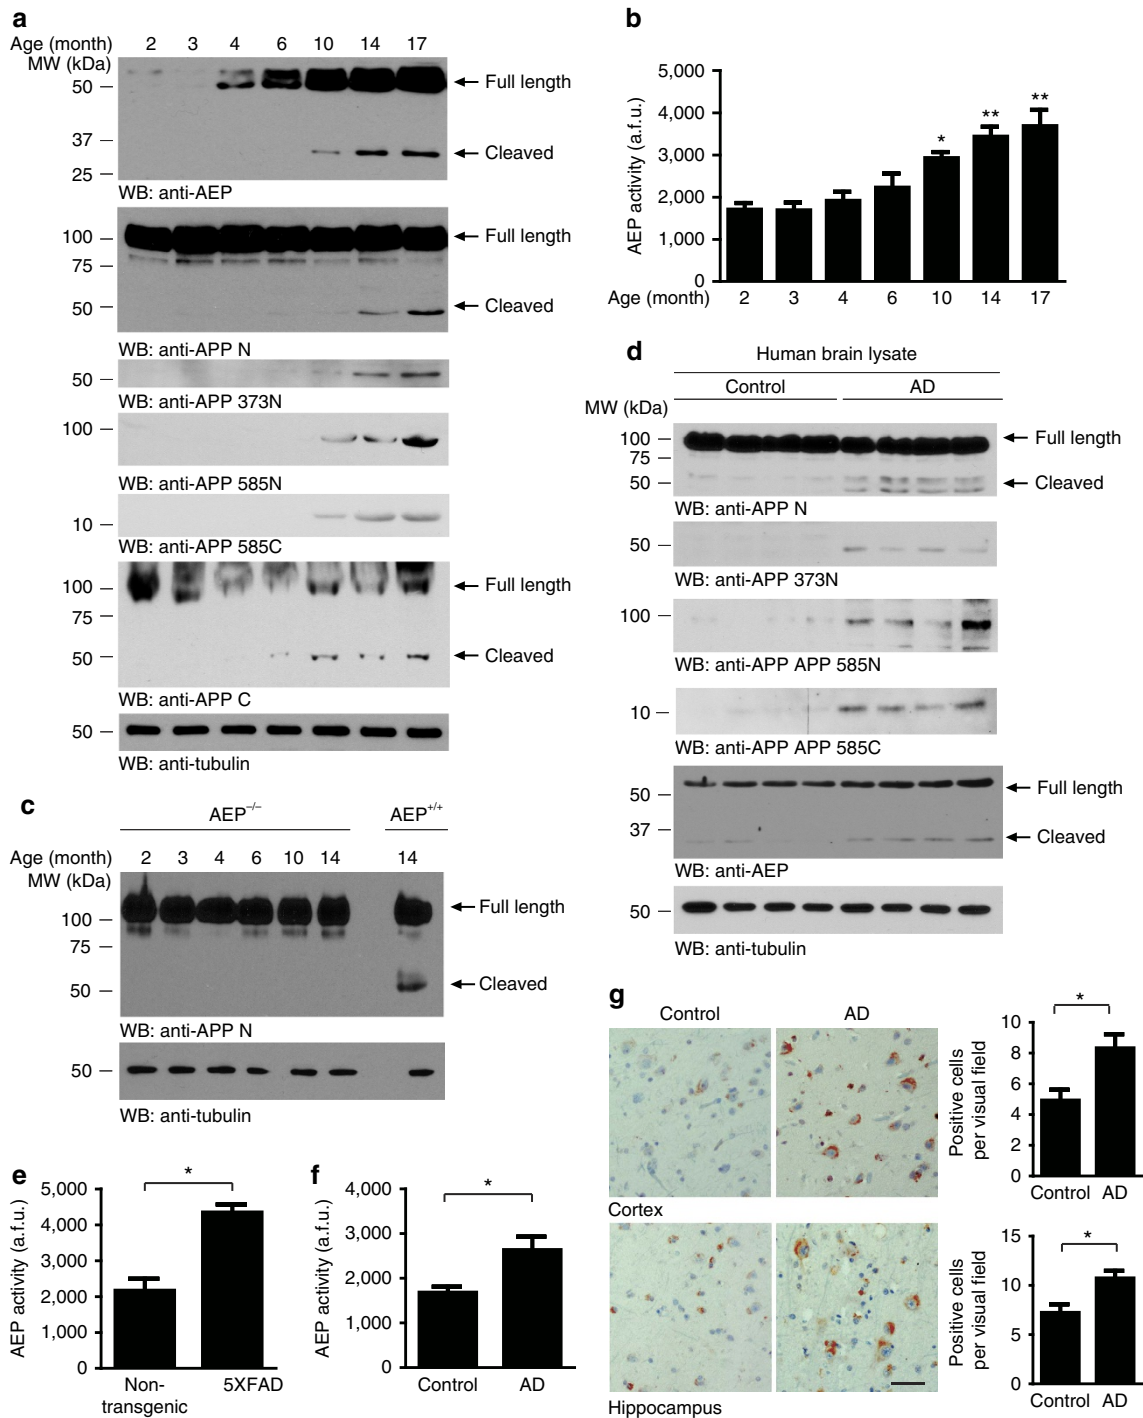 a
Age (month) 2 3 4 6 10 14 17
MW (kDa)
50 Full length
37
Cleaved
25
WB: anti-AEP
100 Full length
75
50 Cleaved
WB: anti-APP N
50
WB: anti-APP 373N
100
WB: anti-APP 585N
10
WB: anti-APP 585C
100 Full length
75
50 Cleaved
WB: anti-APP C
50
WB: anti-tubulin
b
AEP activity (a.f.u.)
5,000
4,000
3,000
2,000
1,000
0
* ** **
Age (month) 2 3 4 6 10 14 17
c
AEP–/– AEP+/+
Age (month) 2 3 4 6 10 14 14
MW (kDa)
100 Full length
75
50 Cleaved
WB: anti-APP N
50
WB: anti-tubulin
d
Human brain lysate
Control AD
MW (kDa)
100 Full length
75
50 Cleaved
WB: anti-APP N
50
WB: anti-APP 373N
100
WB: anti-APP APP 585N
10
WB: anti-APP APP 585C
50 Full length
37 Cleaved
WB: anti-AEP
50
WB: anti-tubulin
e
AEP activity (a.f.u.)
5,000
4,000
3,000
2,000
1,000
0
*
Non-
transgenic
5XFAD
f
AEP activity (a.f.u.)
4,000
3,000
2,000
1,000
0
*
Control AD
g
Control AD
Cortex
Positive cells
per visual field
10
8
6
4
2
0
*
Control AD
Hippocampus
Positive cells
per visual field
15
10
5
0
*
Control AD